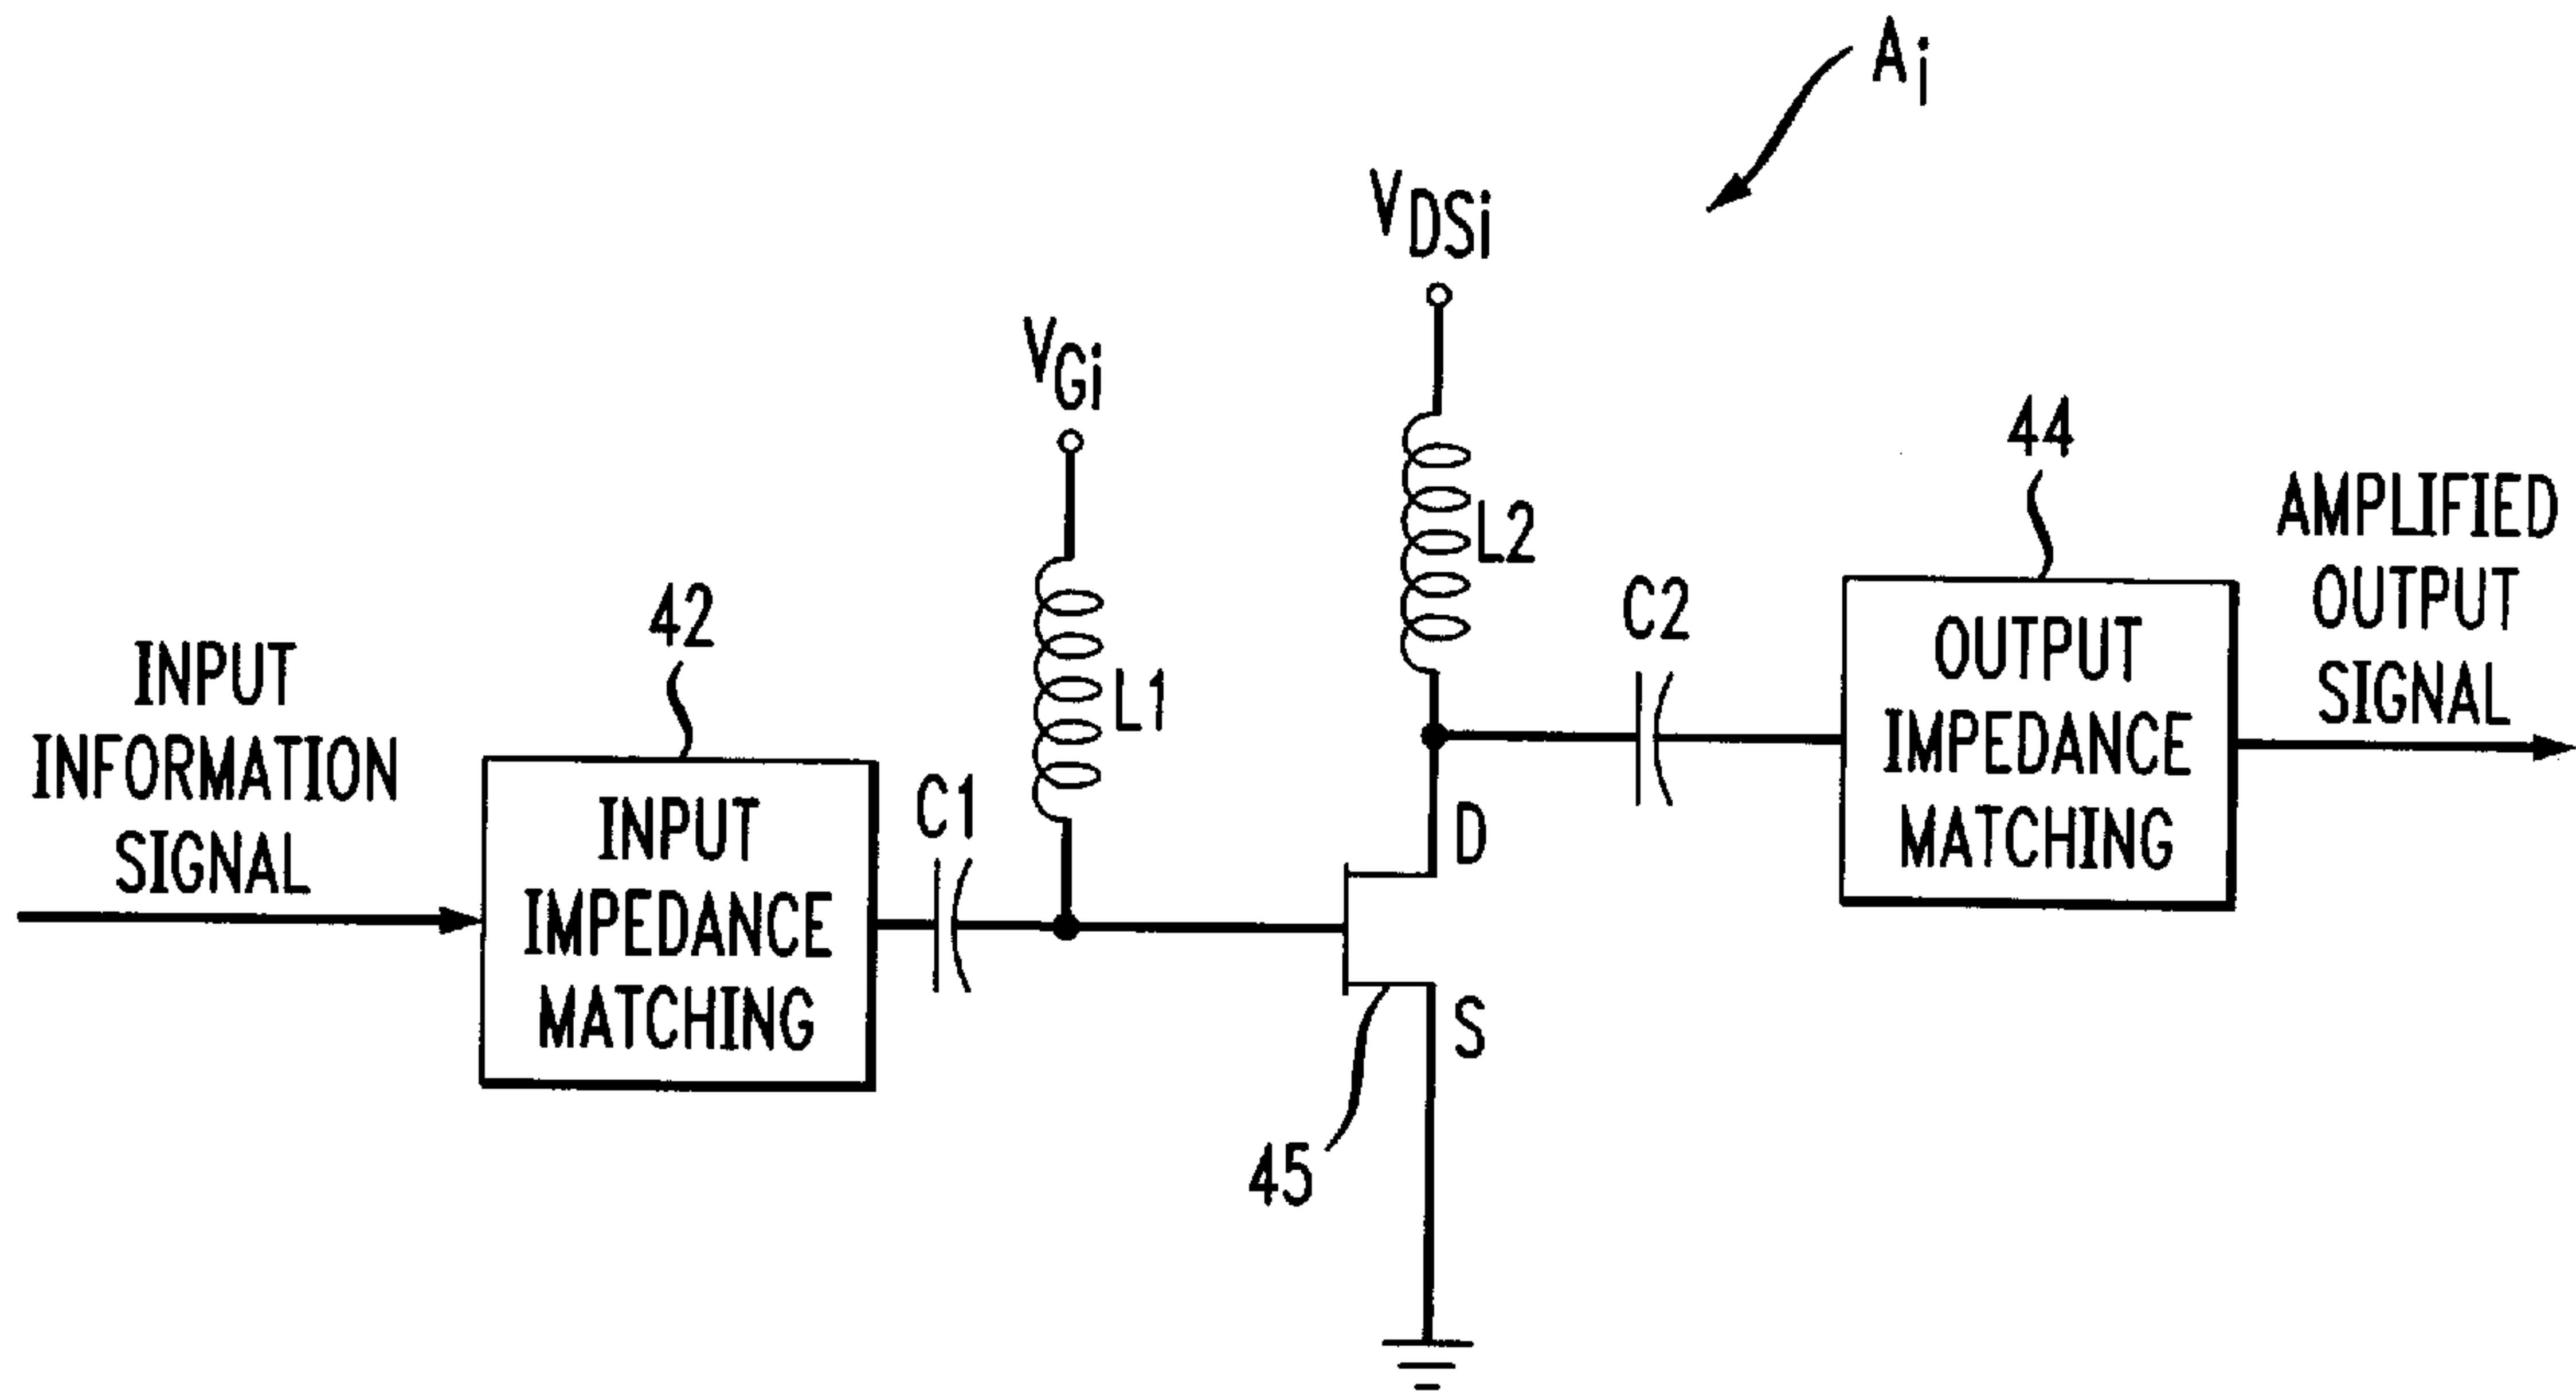 Ai
VDSi
VGi
44
AMPLIFIED
OUTPUT
SIGNAL
L2
C2
42
INPUT
INFORMATION
SIGNAL
L1
OUTPUT
IMPEDANCE
MATCHING
C1
D
INPUT
IMPEDANCE
MATCHING
S
45